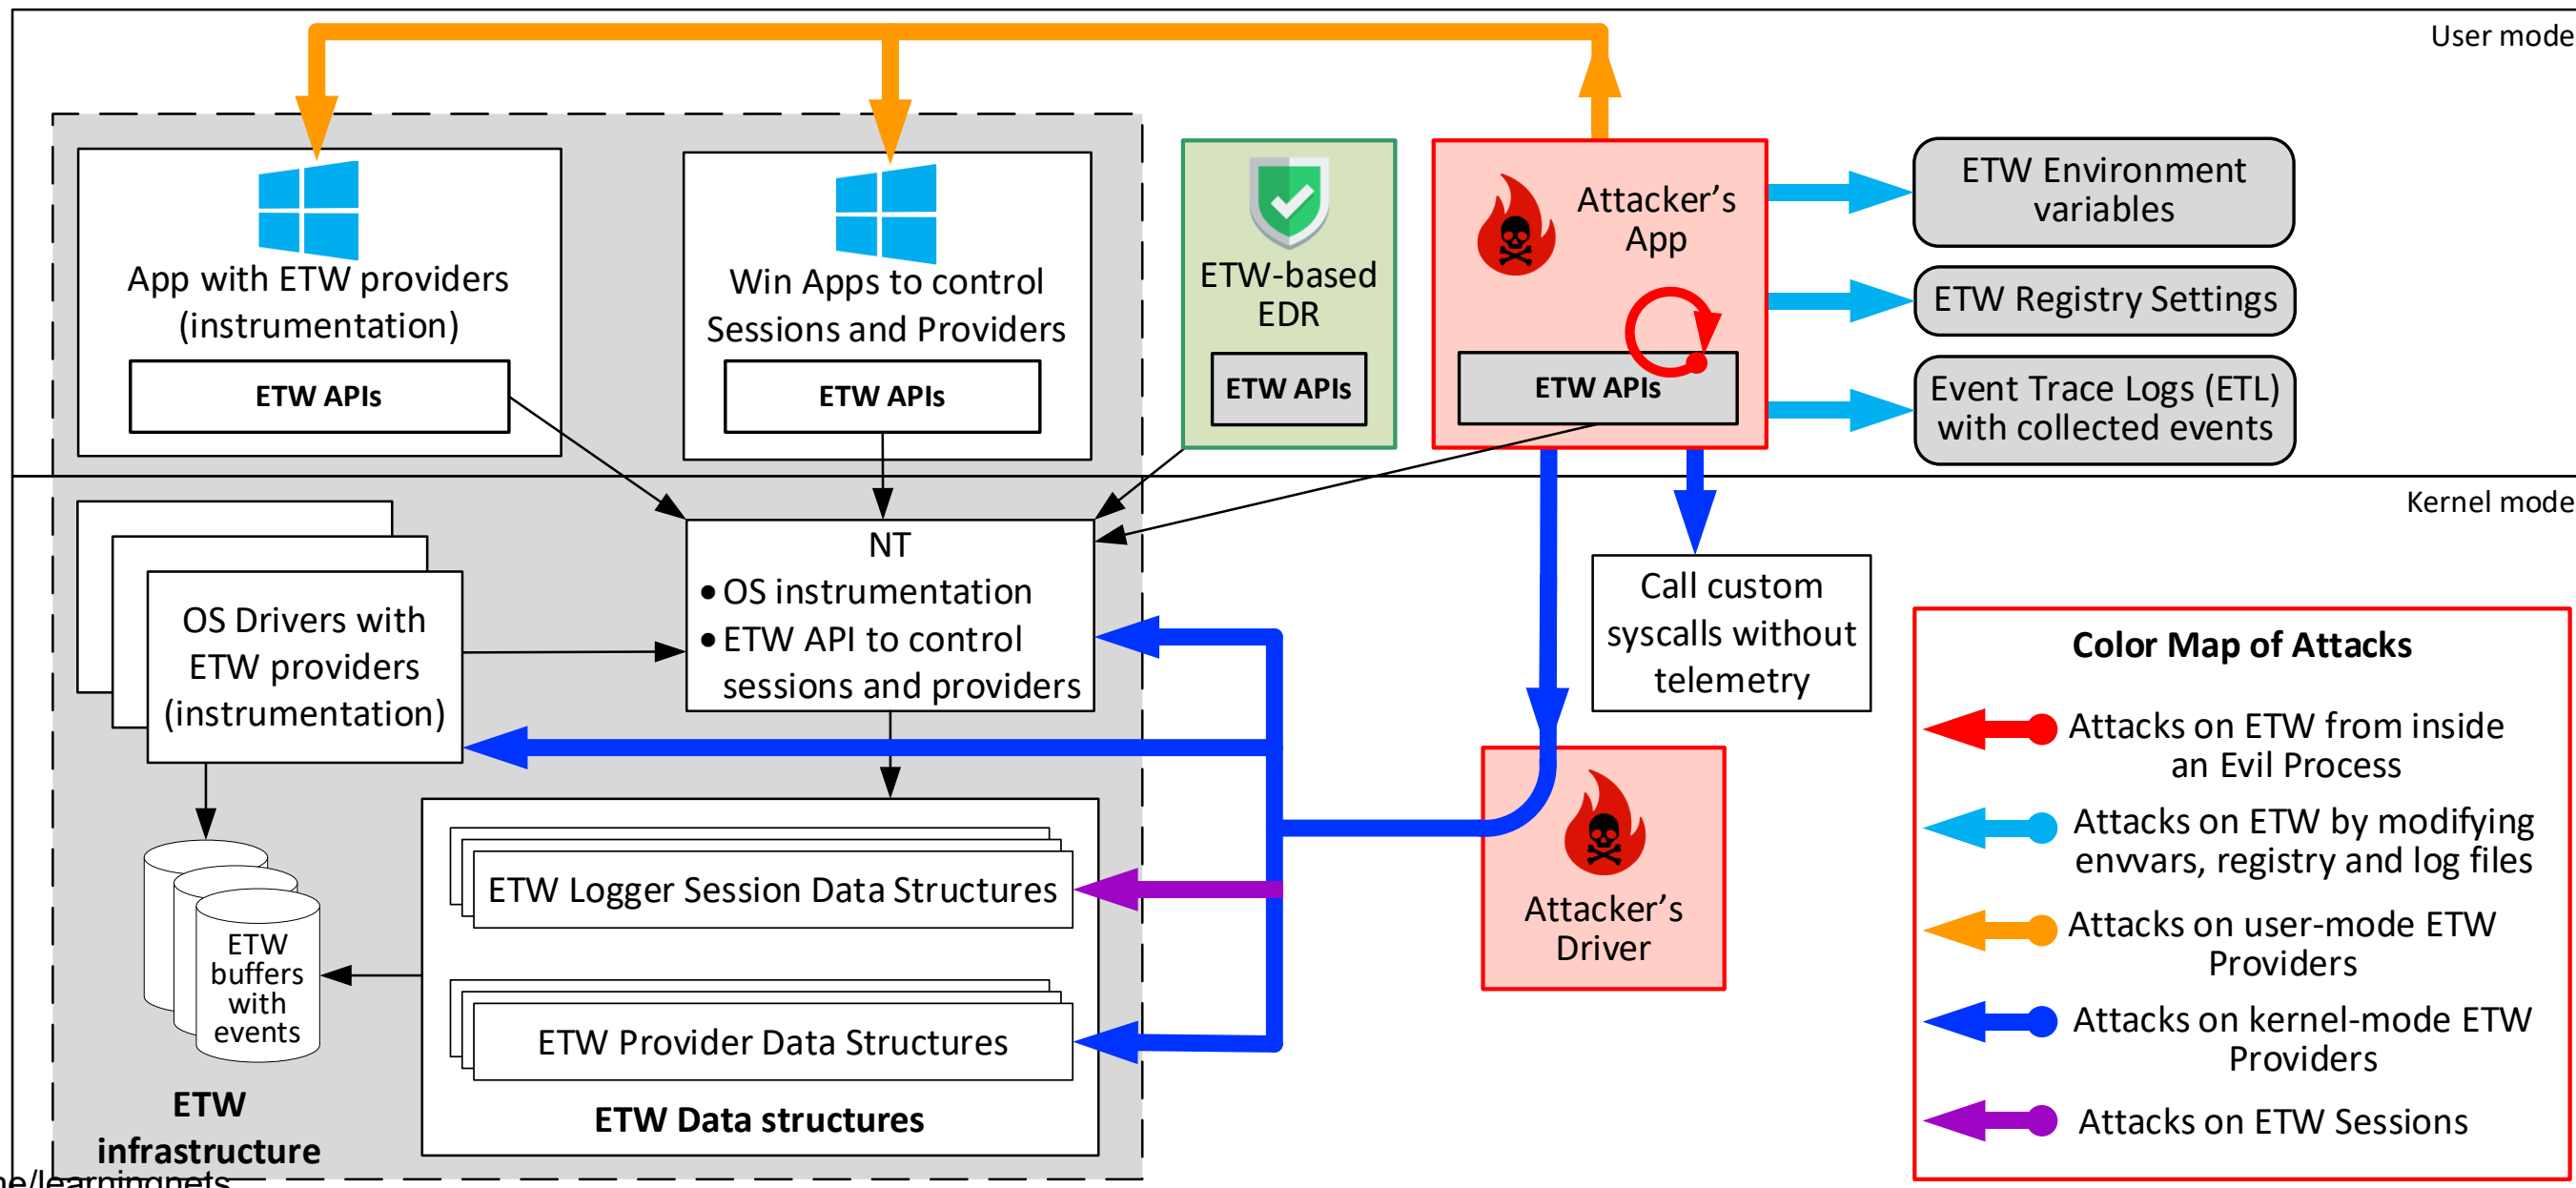 User mode
App with ETW providers
(instrumentation)
ETW APIs
Win Apps to control
Sessions and Providers
ETW APIs
ETW-based
EDR
ETW APIs
Attacker's
App
ETW APIs
ETW Environment
variables
ETW Registry Settings
Event Trace Logs (ETL)
with collected events
Kernel mode
OS Drivers with
ETW providers
(instrumentation)
NT
• OS instrumentation
• ETW API to control
sessions and providers
Call custom
syscalls without
telemetry
Attacker's
Driver
ETW Logger Session Data Structures
ETW Provider Data Structures
ETW Data structures
ETW
buffers
with
events
ETW
infrastructure
Color Map of Attacks
Attacks on ETW from inside
an Evil Process
Attacks on ETW by modifying
envvars, registry and log files
Attacks on user-mode ETW
Providers
Attacks on kernel-mode ETW
Providers
Attacks on ETW Sessions
ne/learningnets